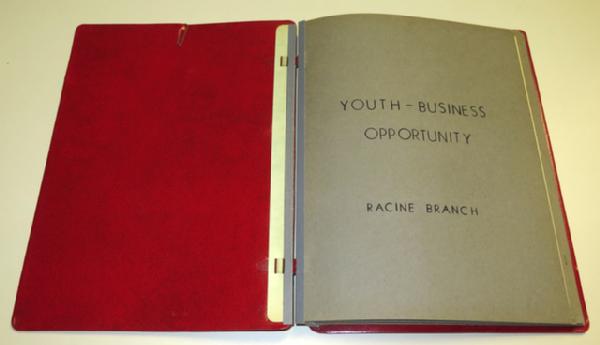 YOUTH - BUSINESS
OPPORTUNITY
RACINE BRANCH